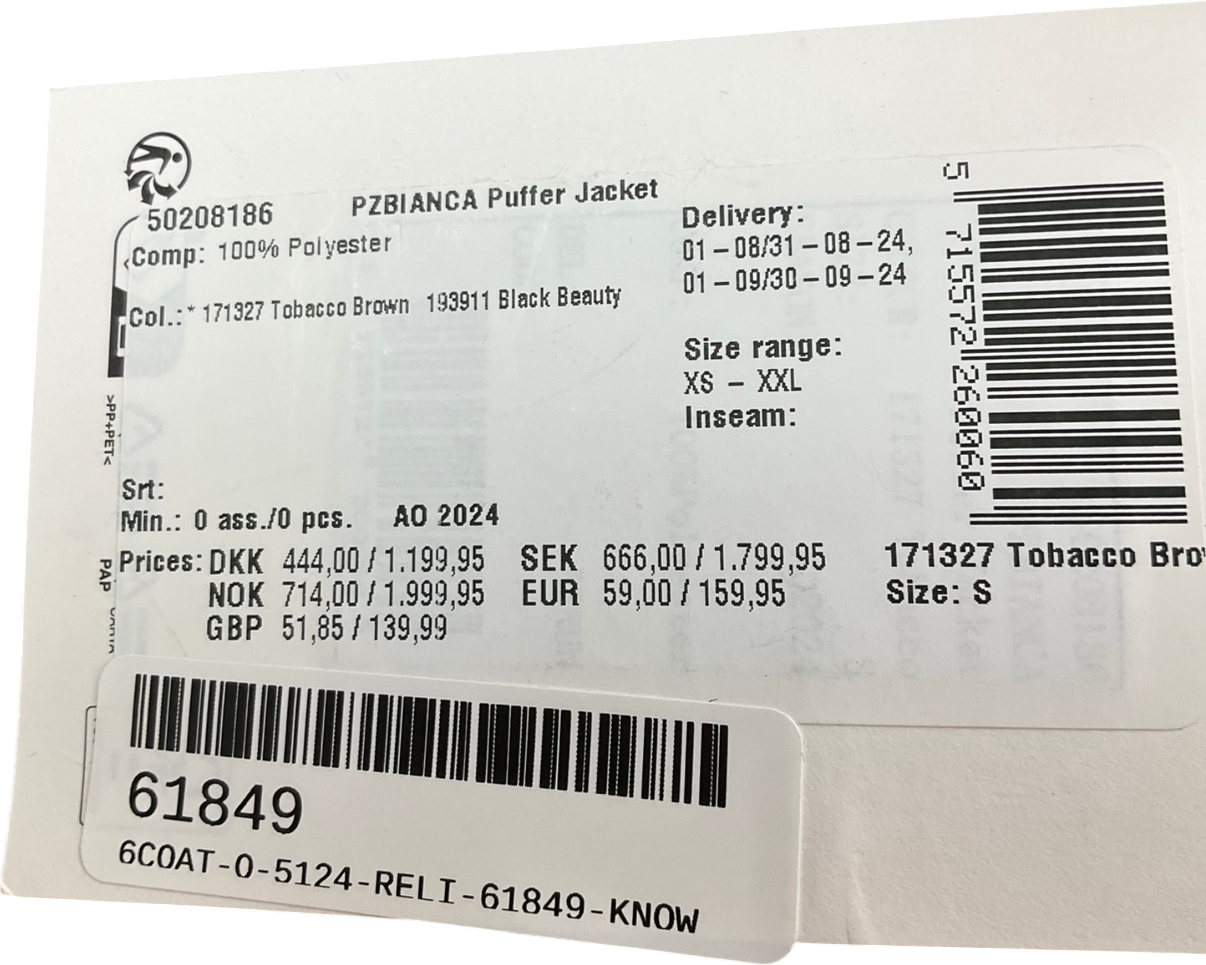 50208186 PZBIANCA Puffer Jacket
Comp: 100% Polyester
Col.:* 171327 Tobacco Brown 193911 Black Beauty
Delivery:
01-08/31-08-24,
01-09/30-09-24
Size range:
XS - XXL
Inseam:
5 715572 260060
>PP+PET<
PAP
Srt:
Min.: 0 ass./0 pcs. AO 2024
Prices: DKK 444,00 / 1.199,95 SEK 666,00 / 1.799,95
NOK 714,00 / 1.999,95 EUR 59,00 / 159,95
GBP 51,85 / 139,99
171327 Tobacco Bro
Size: S
61849
6COAT-0-5124-RELI-61849-KNOW